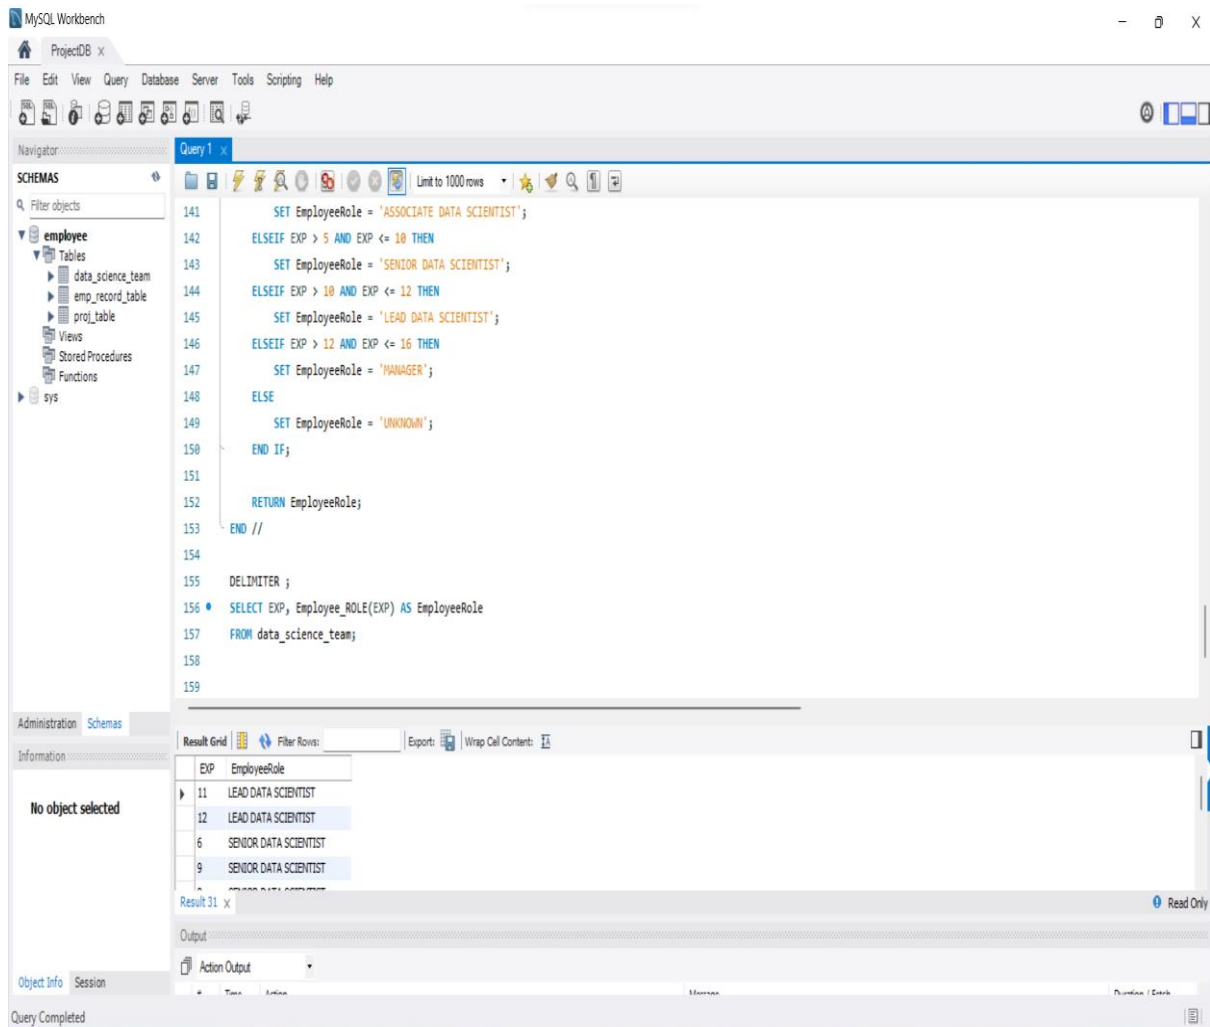 MySQL Workbench
ProjectDB x
File Edit View Query Database Server Tools Scripting Help
Navigator
Query 1 x
SCHEMAS
Limit to 1000 rows
Filter objects
employee
Tables
data_science_team
emp_record_table
proj_table
Views
Stored Procedures
Functions
sys
141 SET EmployeeRole = 'ASSOCIATE DATA SCIENTIST';
142 ELSEIF EXP > 5 AND EXP <= 10 THEN
143 SET EmployeeRole = 'SENIOR DATA SCIENTIST';
144 ELSEIF EXP > 10 AND EXP <= 12 THEN
145 SET EmployeeRole = 'LEAD DATA SCIENTIST';
146 ELSEIF EXP > 12 AND EXP <= 16 THEN
147 SET EmployeeRole = 'MANAGER';
148 ELSE
149 SET EmployeeRole = 'UNKNOWN';
150 END IF;
151
152 RETURN EmployeeRole;
153 END //
154
155 DELIMITER ;
156 SELECT EXP, Employee_ROLE(EXP) AS EmployeeRole
157 FROM data_science_team;
158
159
Administration Schemas
Information
No object selected
Result Grid Filter Rows: Export: Wrap Cell Content:
EXP EmployeeRole
11 LEAD DATA SCIENTIST
12 LEAD DATA SCIENTIST
6 SENIOR DATA SCIENTIST
9 SENIOR DATA SCIENTIST
SENIOR DATA SCIENTIST
Result 31 x
Read Only
Output
Action Output
# Time Action Message Duration / Fetch
Object Info Session
Query Completed